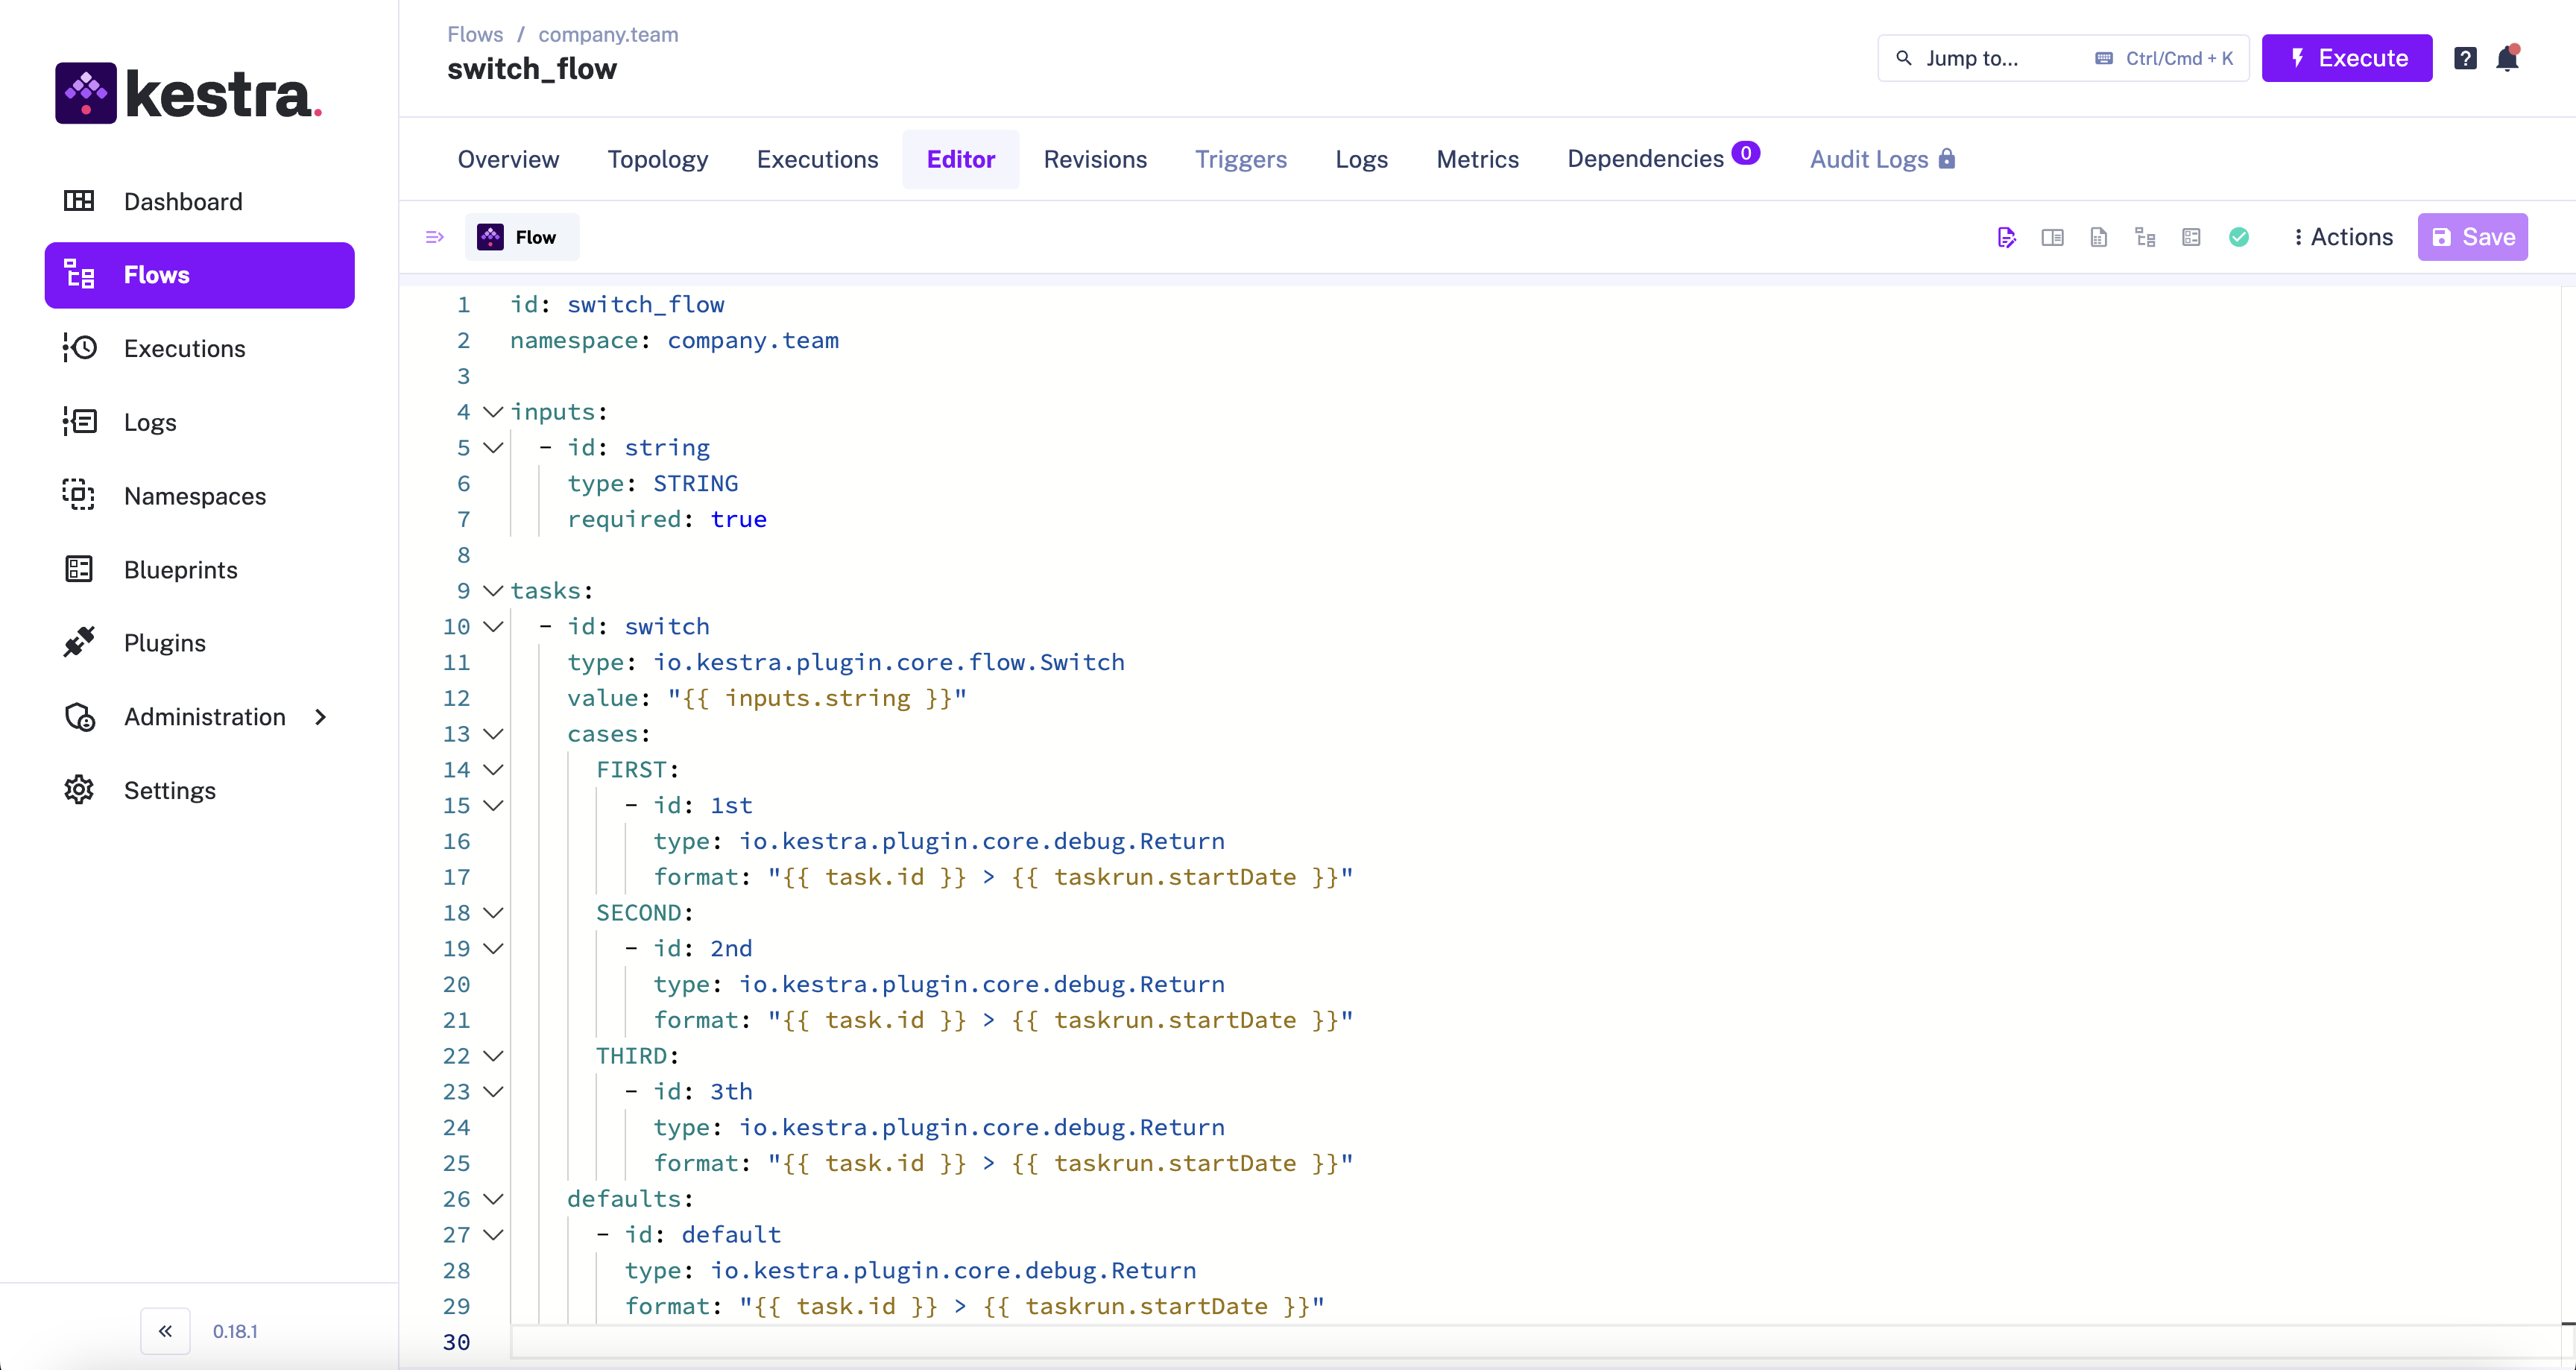 kestra.
Dashboard
Flows
Executions
Logs
Namespaces
Blueprints
Plugins
Administration
Settings
0.18.1
Flows / company.team
switch_flow
Jump to... Ctrl/Cmd + K
Execute
?
Overview Topology Executions Editor Revisions Triggers Logs Metrics Dependencies 0 Audit Logs
Flow
Actions
Save
1 id: switch_flow
2 namespace: company.team
3
4 inputs:
5   - id: string
6     type: STRING
7     required: true
8
9 tasks:
10   - id: switch
11     type: io.kestra.plugin.core.flow.Switch
12     value: "{{ inputs.string }}"
13     cases:
14       FIRST:
15         - id: 1st
16           type: io.kestra.plugin.core.debug.Return
17           format: "{{ task.id }} > {{ taskrun.startDate }}"
18       SECOND:
19         - id: 2nd
20           type: io.kestra.plugin.core.debug.Return
21           format: "{{ task.id }} > {{ taskrun.startDate }}"
22       THIRD:
23         - id: 3th
24           type: io.kestra.plugin.core.debug.Return
25           format: "{{ task.id }} > {{ taskrun.startDate }}"
26     defaults:
27       - id: default
28         type: io.kestra.plugin.core.debug.Return
29         format: "{{ task.id }} > {{ taskrun.startDate }}"
30